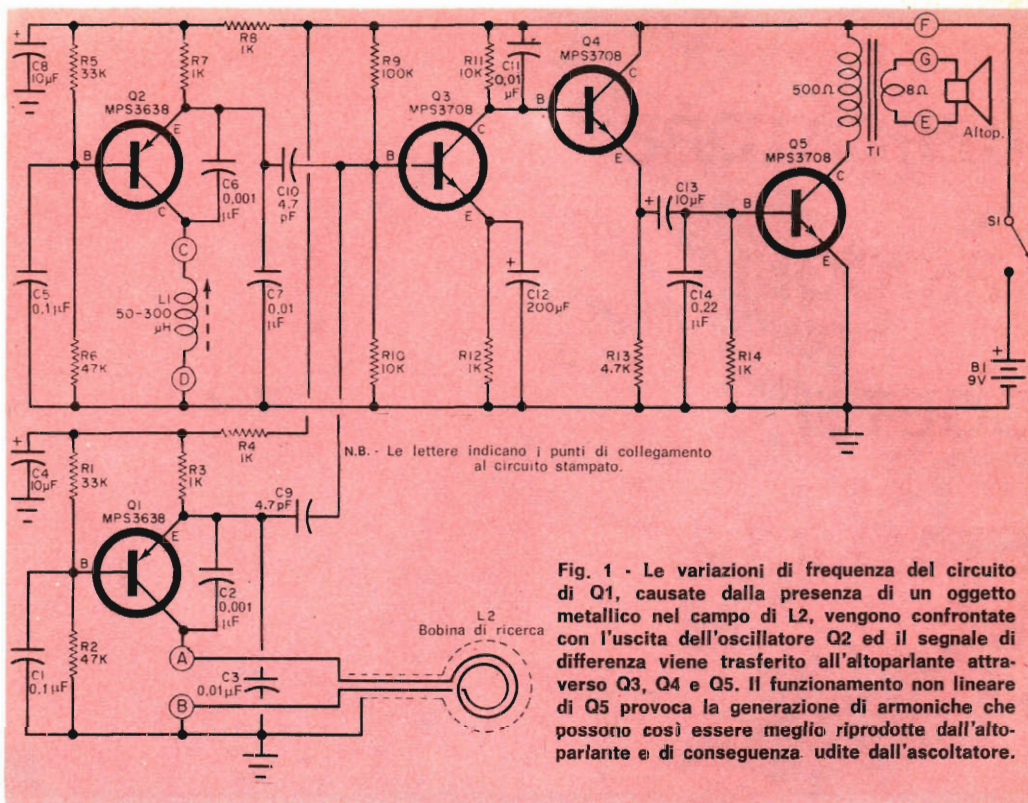 C8
10µF
R5
33K
R7
1K
R8
1K
Q2
MPS3638
B
E
C
C6
0,001
µF
C10
4.7
pF
C
L1
50-300
µH
D
C5
0.1µF
R6
47K
C7
0,01
µF
R9
100K
R11
10K
C11
0,01
µF
Q3
MPS3708
B
C
E
Q4
MPS3708
B
C
E
R10
10K
R12
1K
C12
200µF
C13
10µF
R13
4.7K
C14
0,22
µF
R14
1K
Q5
MPS3708
B
C
E
500Ω
8Ω
T1
F
G
E
Altop.
S1
B1
9V
N.B. - Le lettere indicano i punti di collegamento
al circuito stampato.
C4
10µF
R1
33K
R3
1K
R4
1K
Q1
MPS3638
B
E
C9
4.7pF
C2
0,001
µF
R2
47K
C1
0,1µF
A
B
C3
0,01µF
L2
Bobina di ricerca
Fig. 1 - Le variazioni di frequenza del circuito
di Q1, causate dalla presenza di un oggetto
metallico nel campo di L2, vengono confrontate
con l'uscita dell'oscillatore Q2 ed il segnale di
differenza viene trasferito all'altoparlante attra-
verso Q3, Q4 e Q5. Il funzionamento non lineare
di Q5 provoca la generazione di armoniche che
possono così essere meglio riprodotte dall'alto-
parlante e di conseguenza udite dall'ascoltatore.